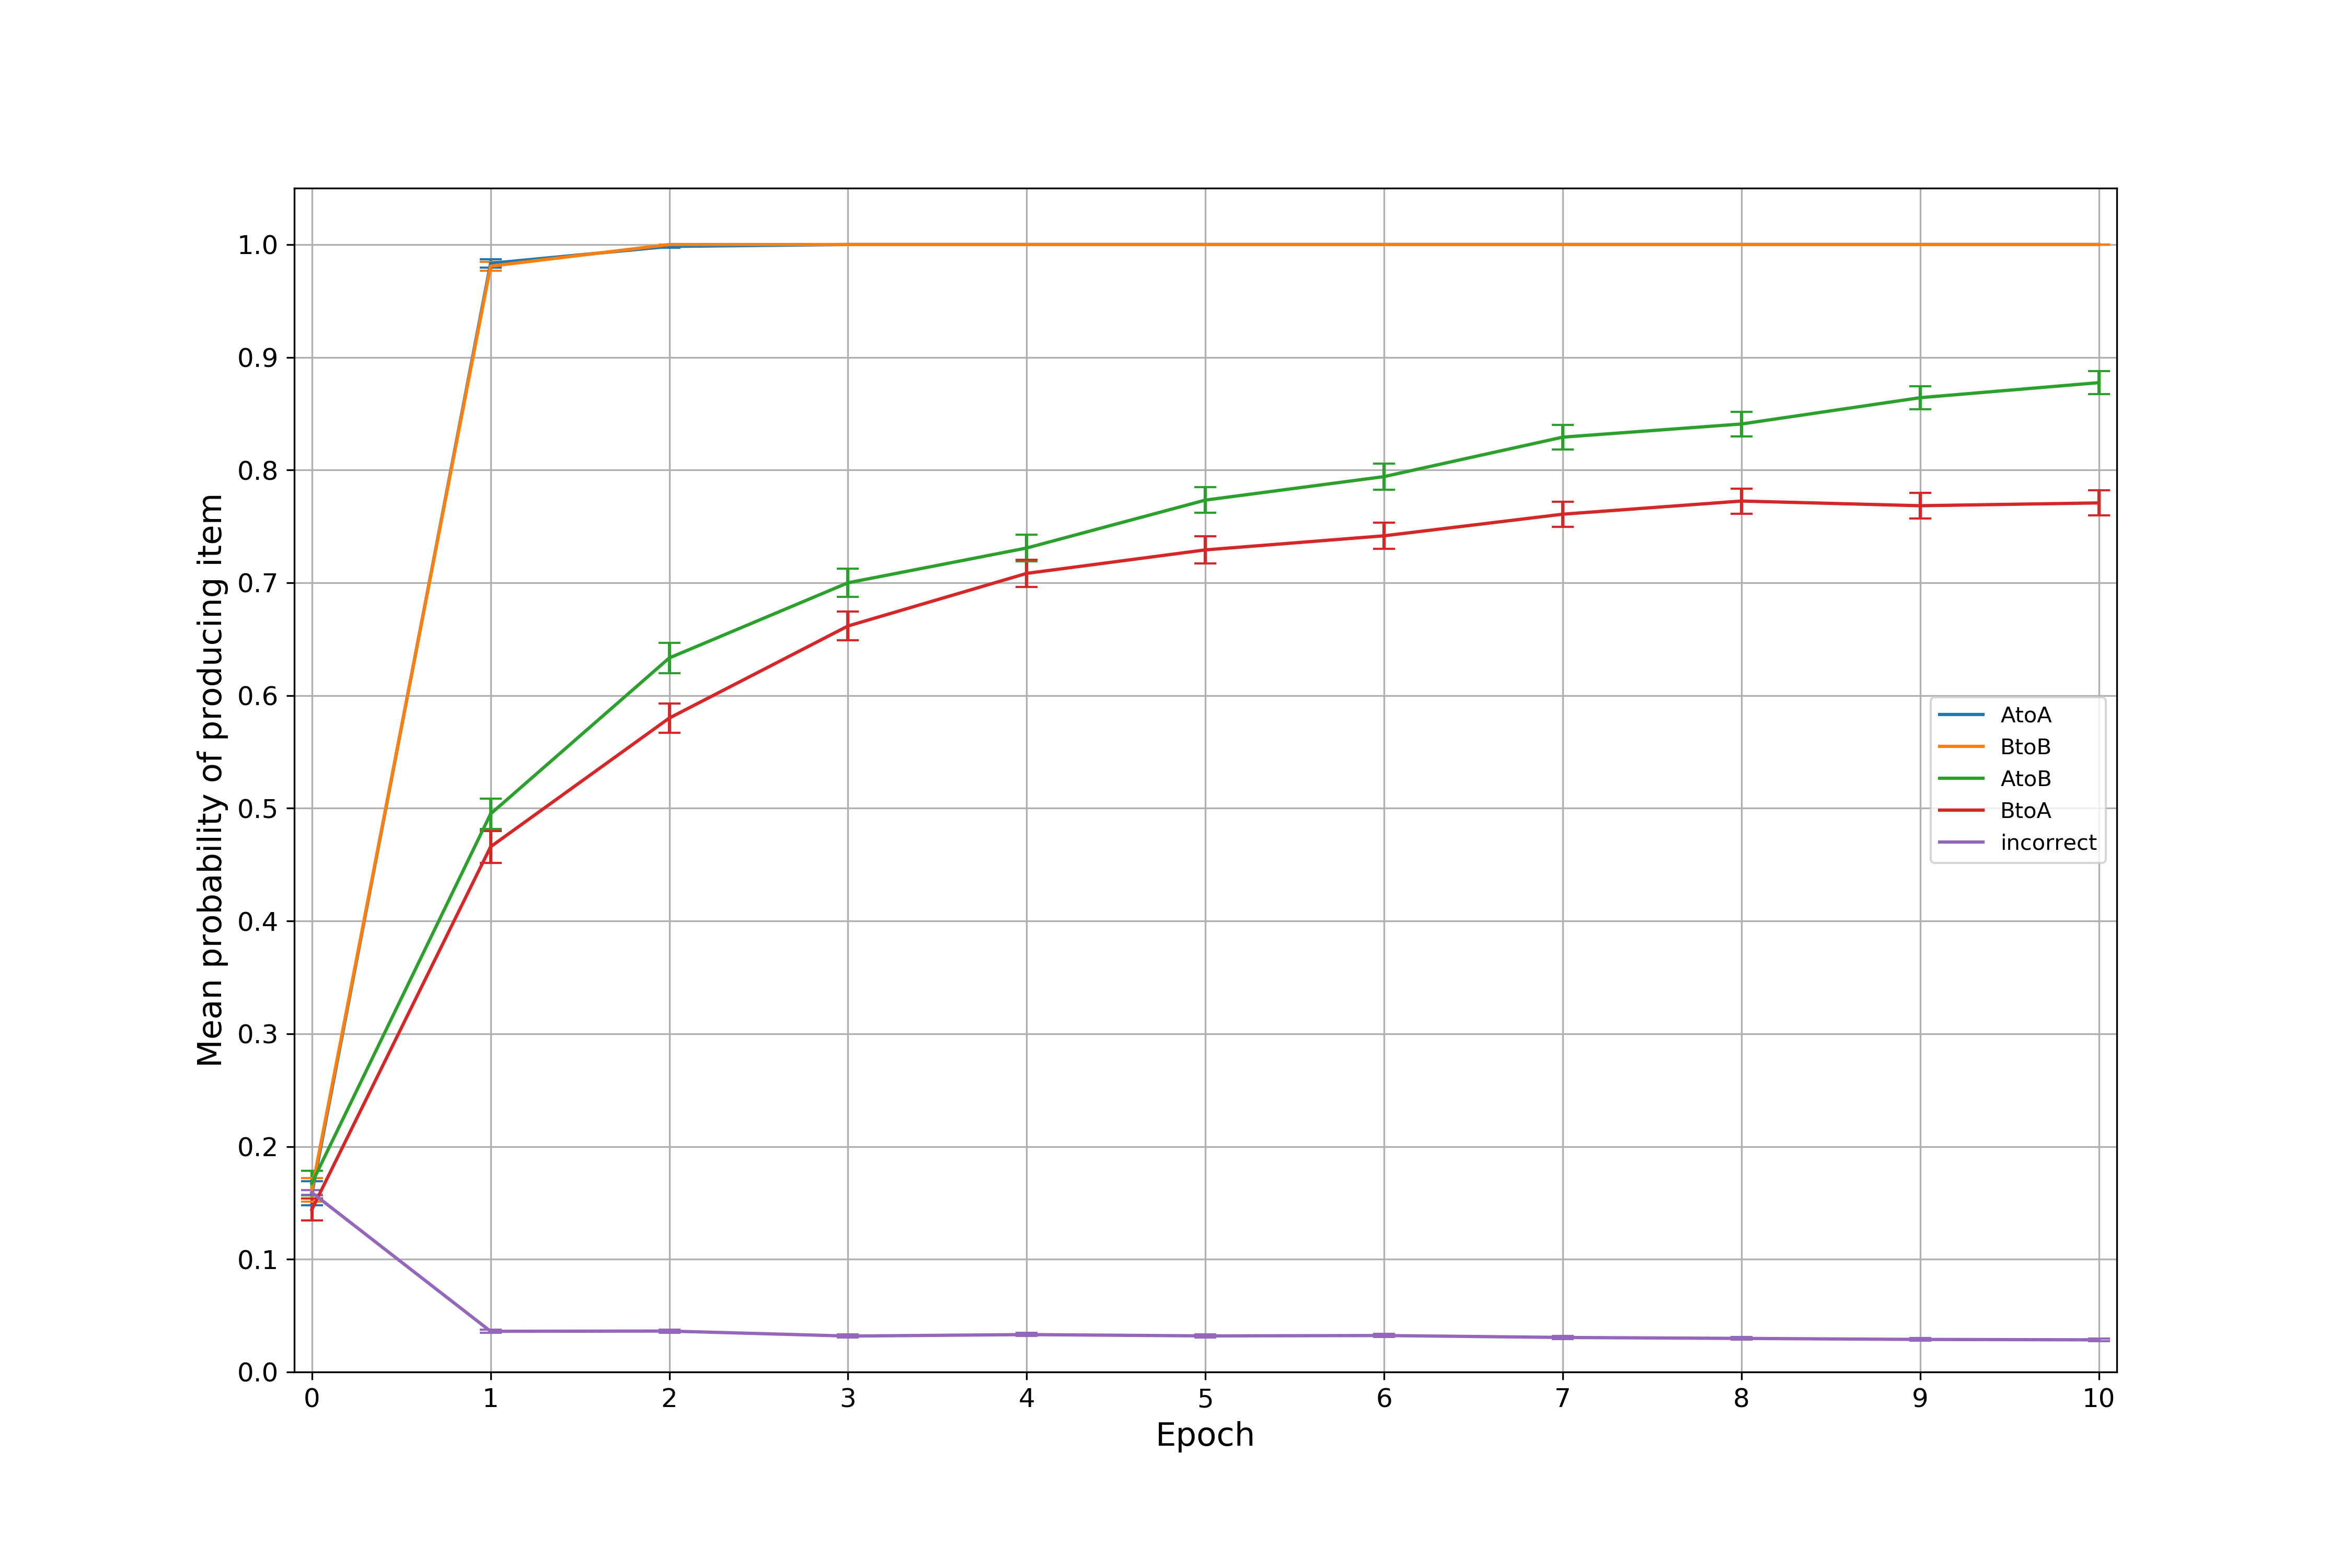 Mean probability of producing item
1.0
0.9
0.8
0.7
0.6
0.5
0.4
0.3
0.2
0.1
0.0
AtoA
BtoB
AtoB
BtoA
incorrect
0 1 2 3 4 5 6 7 8 9 10
Epoch